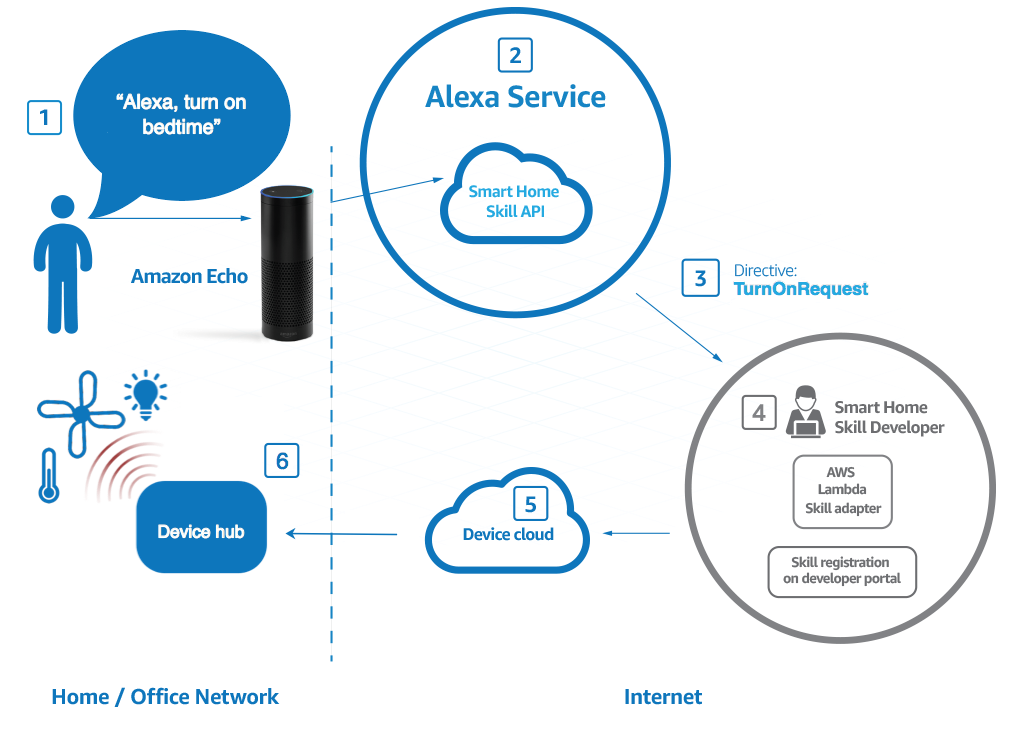 1
“Alexa, turn on
bedtime”
Amazon Echo
2
Alexa Service
Smart Home
Skill API
3
Directive:
TurnOnRequest
4
Smart Home
Skill Developer
AWS
Lambda
Skill adapter
Skill registration
on developer portal
5
Device cloud
6
Device hub
Home / Office Network
Internet